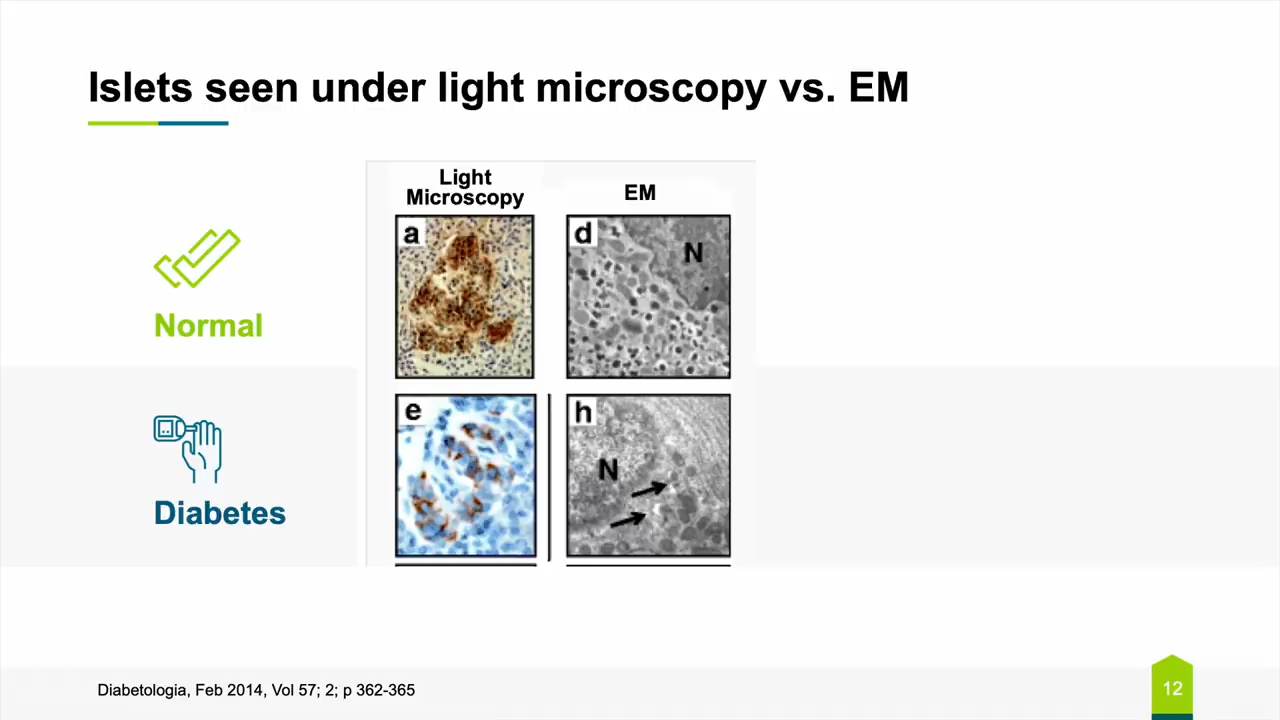 Islets seen under light microscopy vs. EM
Light
Microscopy
EM
a
d
N
Normal
e
h
N
Diabetes
Diabetologia, Feb 2014, Vol 57; 2; p 362-365
12